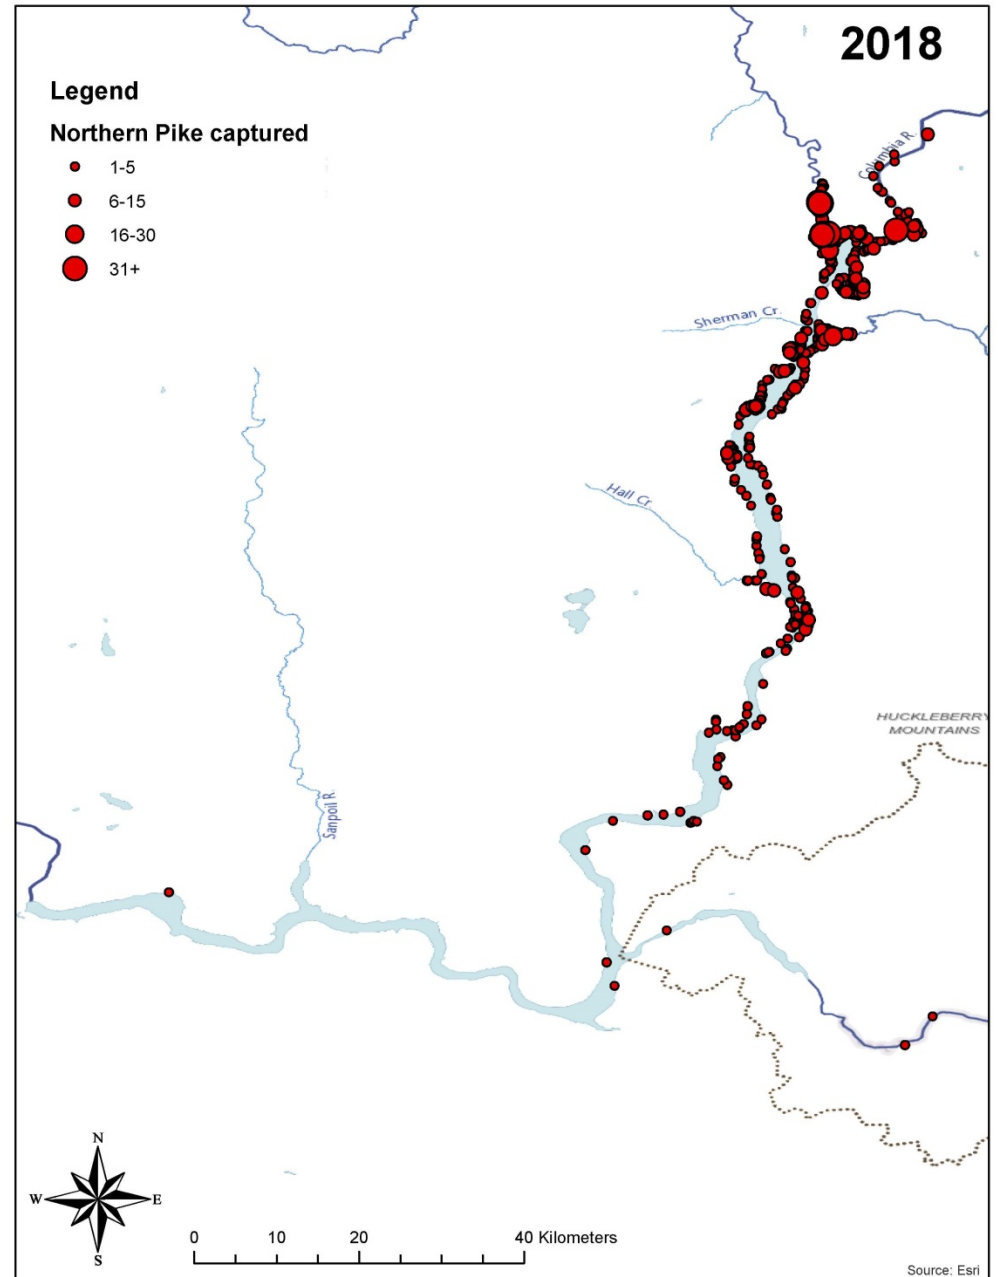 2018
Legend
Northern Pike captured
1-5
6-15
16-30
31+
Columbia R.
Sherman Cr.
Hall Cr.
HUCKLEBERRY
MOUNTAINS
Sanpoil R.
N
W
E
S
0
10
20
40 Kilometers
Source: Esri